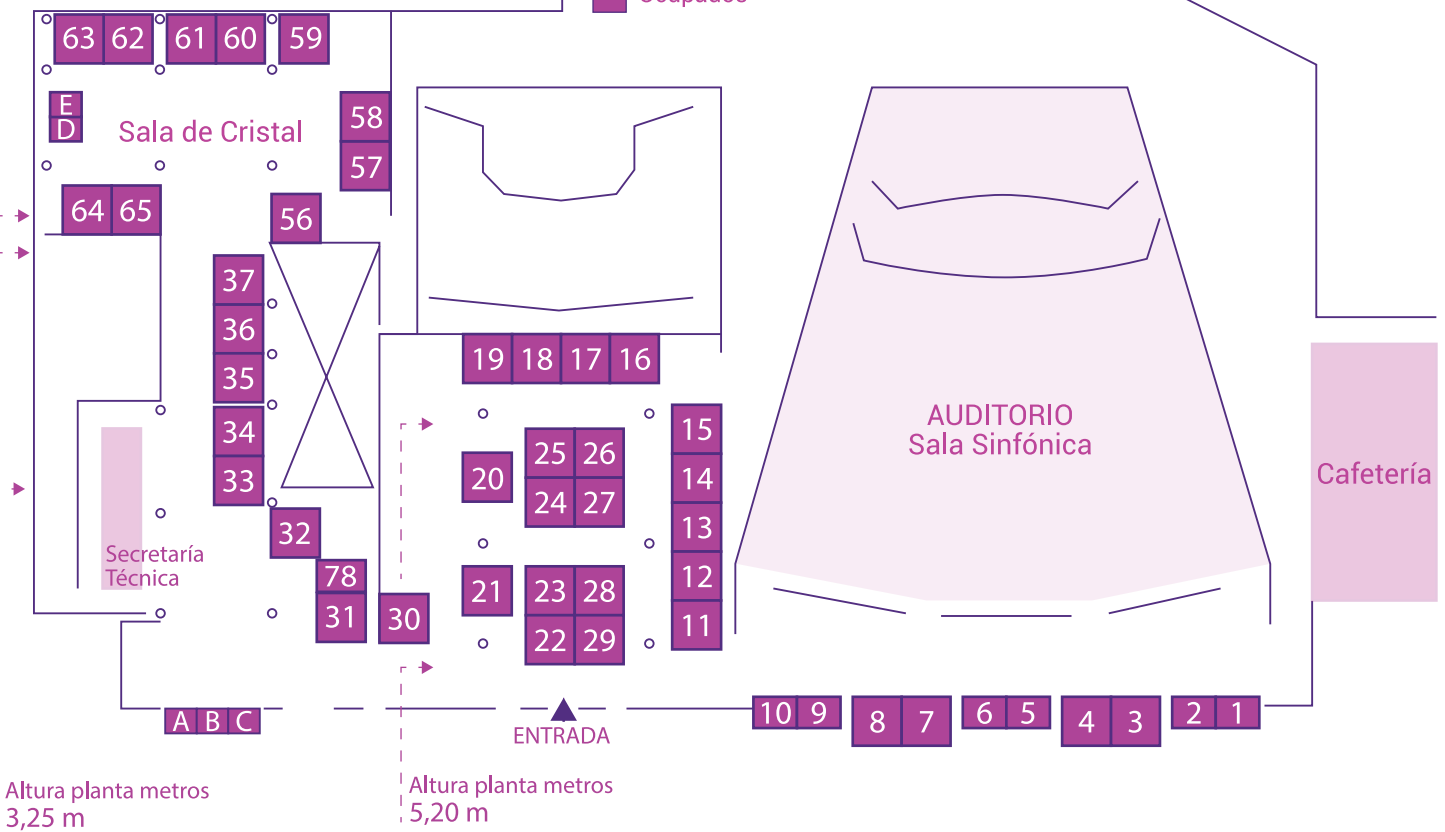 63 62 61 60 59
E
D
Sala de Cristal
58
57
64 65
56
37
36
35
34
33
32
78
31
30
Secretaría
Técnica
19 18 17 16
15
14
13
12
11
20
25 26
24 27
21
23 28
22 29
AUDITORIO
Sala Sinfónica
Cafetería
A B C
ENTRADA
10 9 8 7 6 5 4 3 2 1
Altura planta metros
3,25 m
Altura planta metros
5,20 m